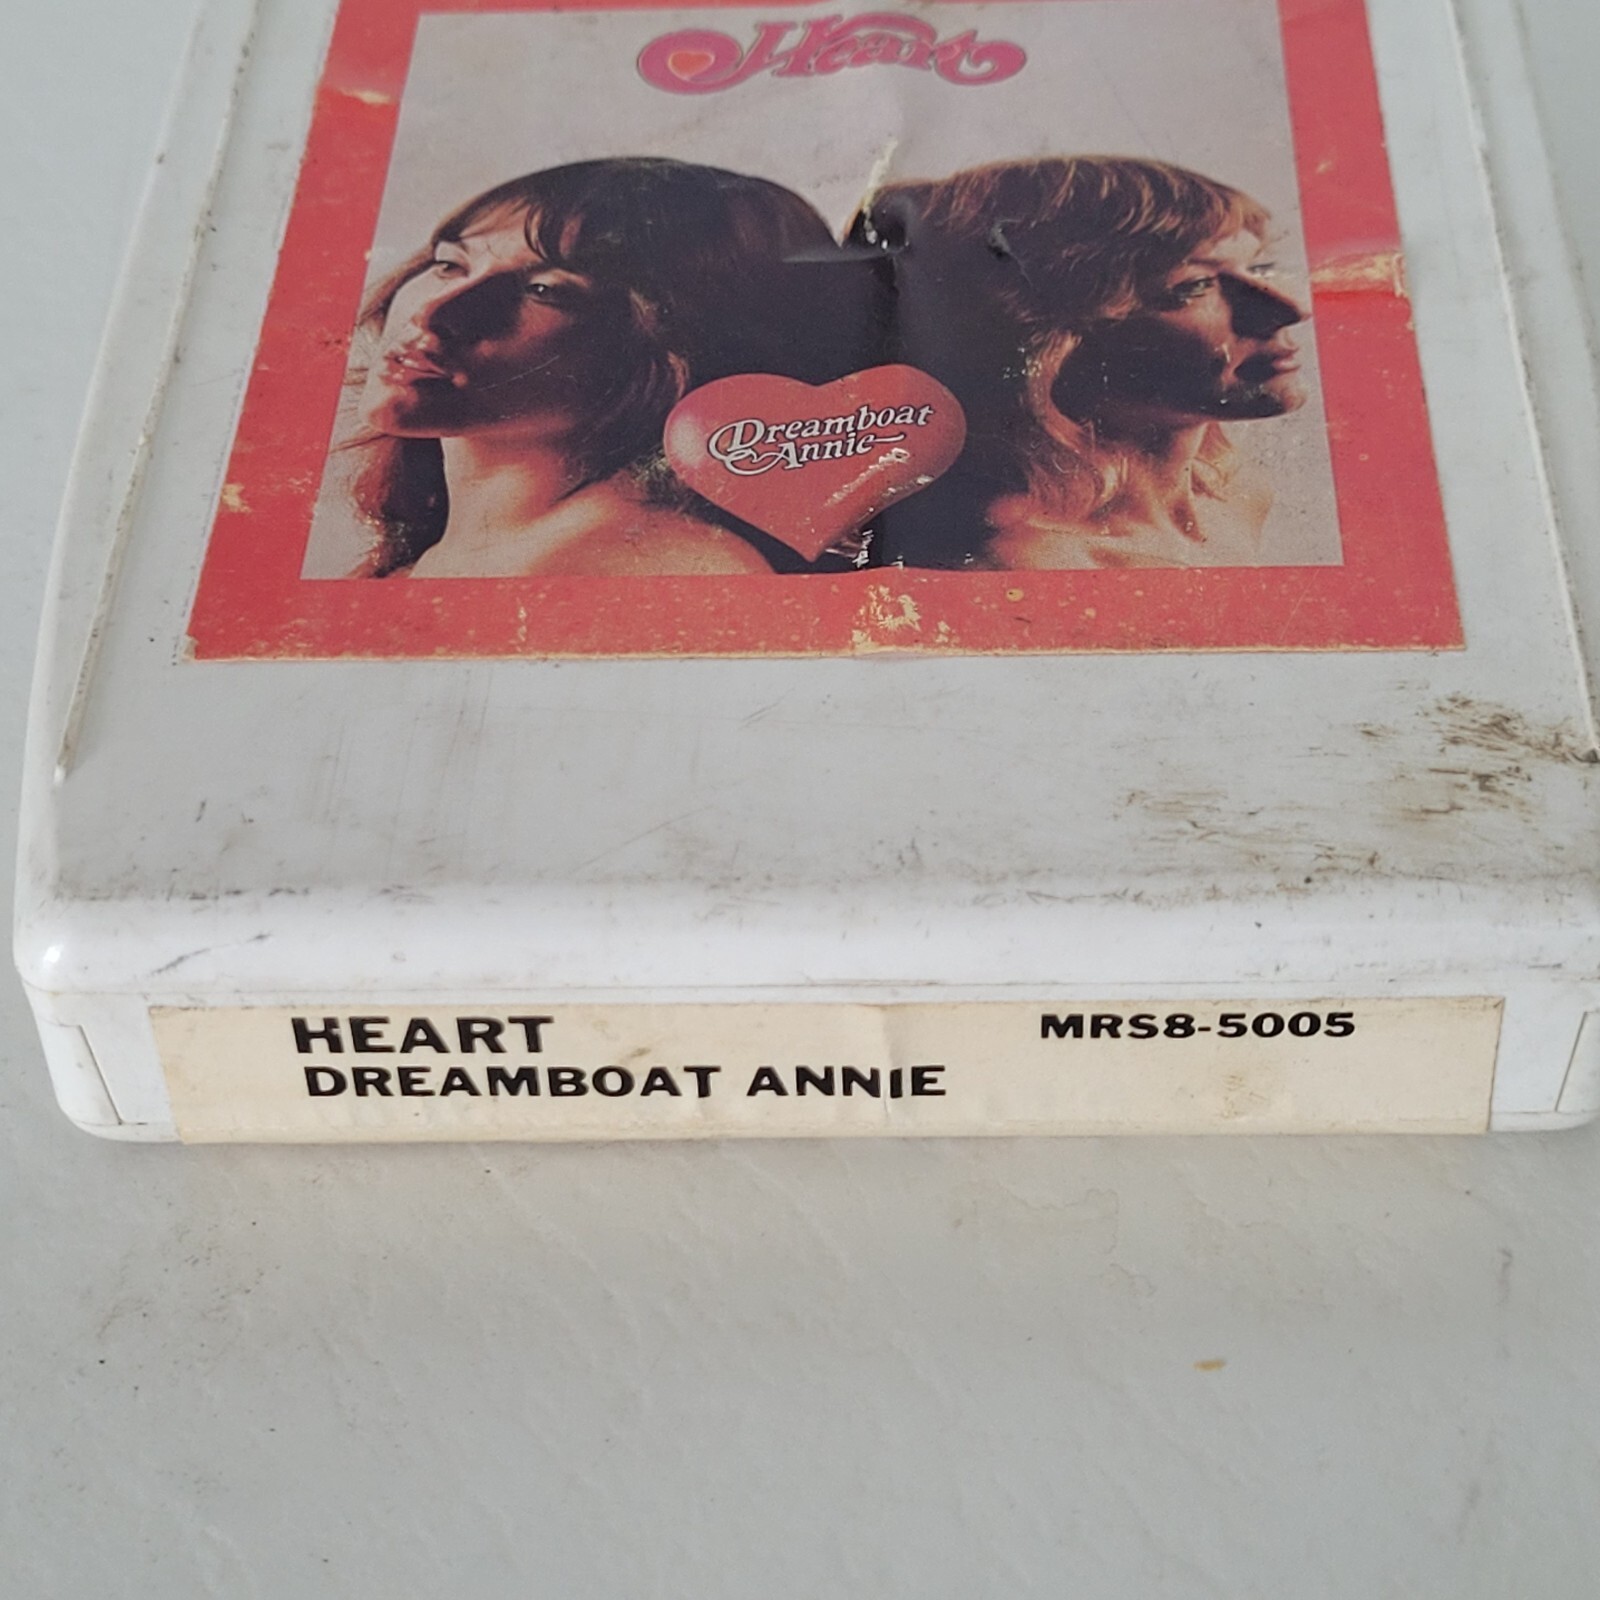 Heart
Dreamboat
Annie
HEART
DREAMBOAT ANNIE
MRS8-5005